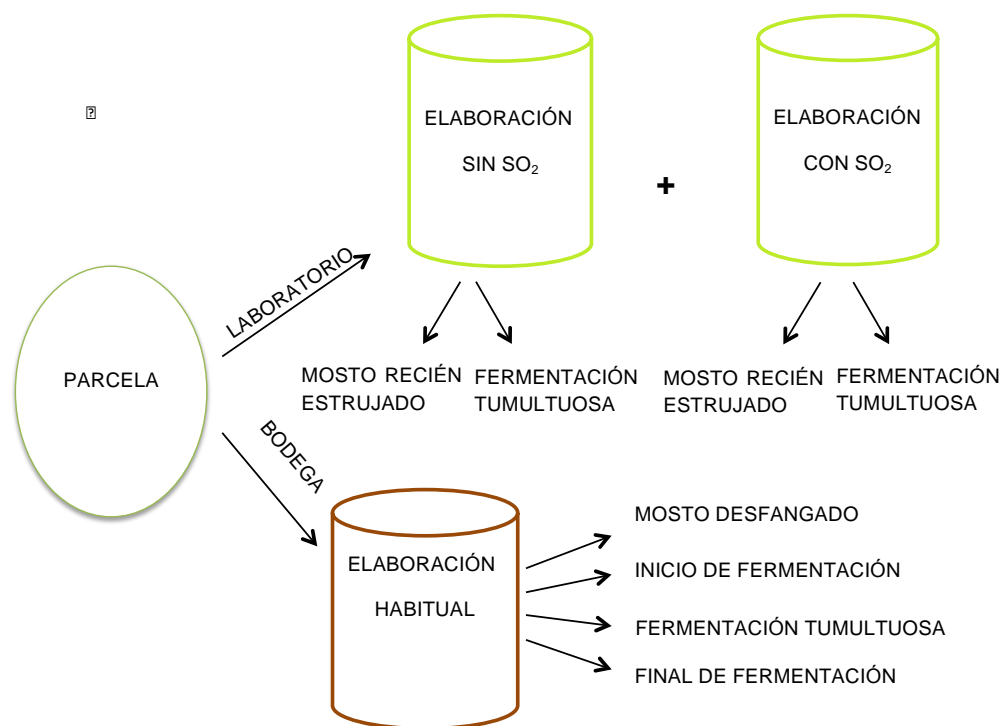 ELABORACIÓN
SIN SO₂
+
ELABORACIÓN
CON SO₂
LABORATORIO
PARCELA
MOSTO RECIÉN
ESTRUJADO
FERMENTACIÓN
TUMULTUOSA
MOSTO RECIÉN
ESTRUJADO
FERMENTACIÓN
TUMULTUOSA
BODEGA
ELABORACIÓN
HABITUAL
MOSTO DESFANGADO
INICIO DE FERMENTACIÓN
FERMENTACIÓN TUMULTUOSA
FINAL DE FERMENTACIÓN